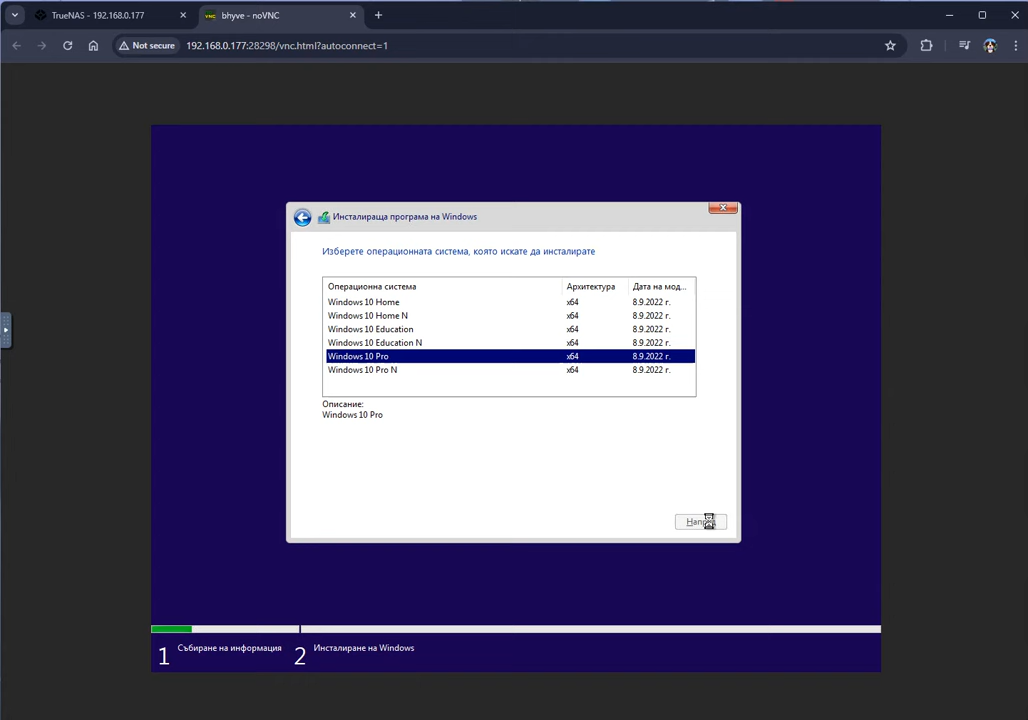 TrueNAS - 192.168.0.177
VNC
bhyve - noVNC
Not secure
192.168.0.177:28298/vnc.html?autoconnect=1
Инсталираща програма на Windows
Изберете операционната система, която искате да инсталирате
Операционна система Архитектура Дата на мод...
Windows 10 Home x64 8.9.2022 г.
Windows 10 Home N x64 8.9.2022 г.
Windows 10 Education x64 8.9.2022 г.
Windows 10 Education N x64 8.9.2022 г.
Windows 10 Pro x64 8.9.2022 г.
Windows 10 Pro N x64 8.9.2022 г.
Описание:
Windows 10 Pro
1 Събиране на информация 2 Инсталиране на Windows